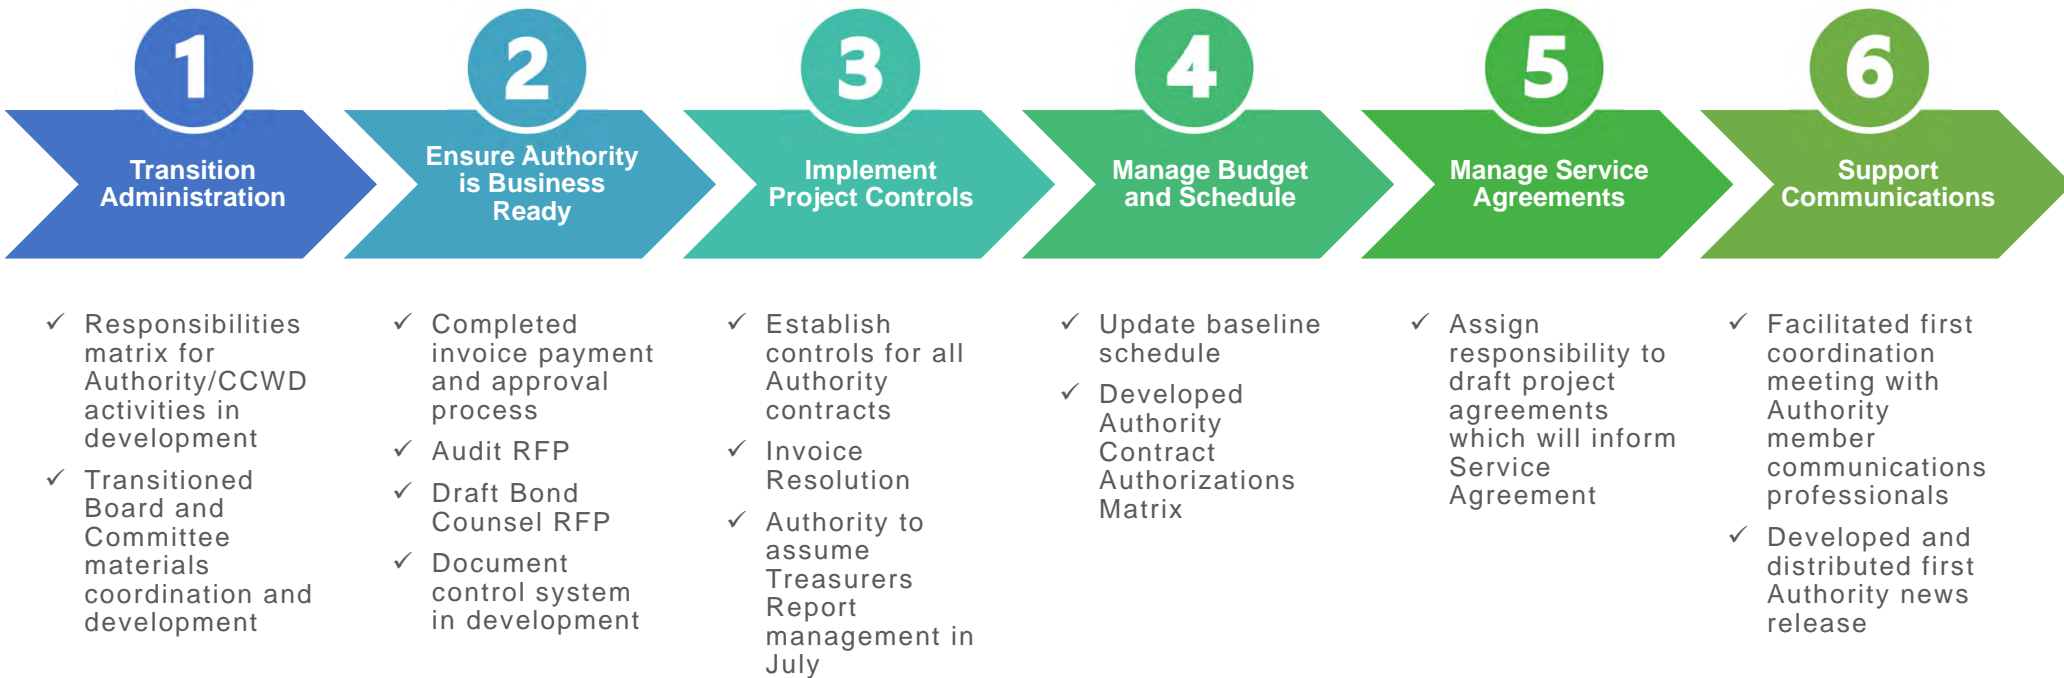 1
Transition
Administration
✓ Responsibilities
matrix for
Authority/CCWD
activities in
development
✓ Transitioned
Board and
Committee
materials
coordination and
development
2
Ensure Authority
is Business
Ready
✓ Completed
invoice payment
and approval
process
✓ Audit RFP
✓ Draft Bond
Counsel RFP
✓ Document
control system
in development
3
Implement
Project Controls
✓ Establish
controls for all
Authority
contracts
✓ Invoice
Resolution
✓ Authority to
assume
Treasurers
Report
management in
July
4
Manage Budget
and Schedule
✓ Update baseline
schedule
✓ Developed
Authority
Contract
Authorizations
Matrix
5
Manage Service
Agreements
✓ Assign
responsibility to
draft project
agreements
which will inform
Service
Agreement
6
Support
Communications
✓ Facilitated first
coordination
meeting with
Authority
member
communications
professionals
✓ Developed and
distributed first
Authority news
release